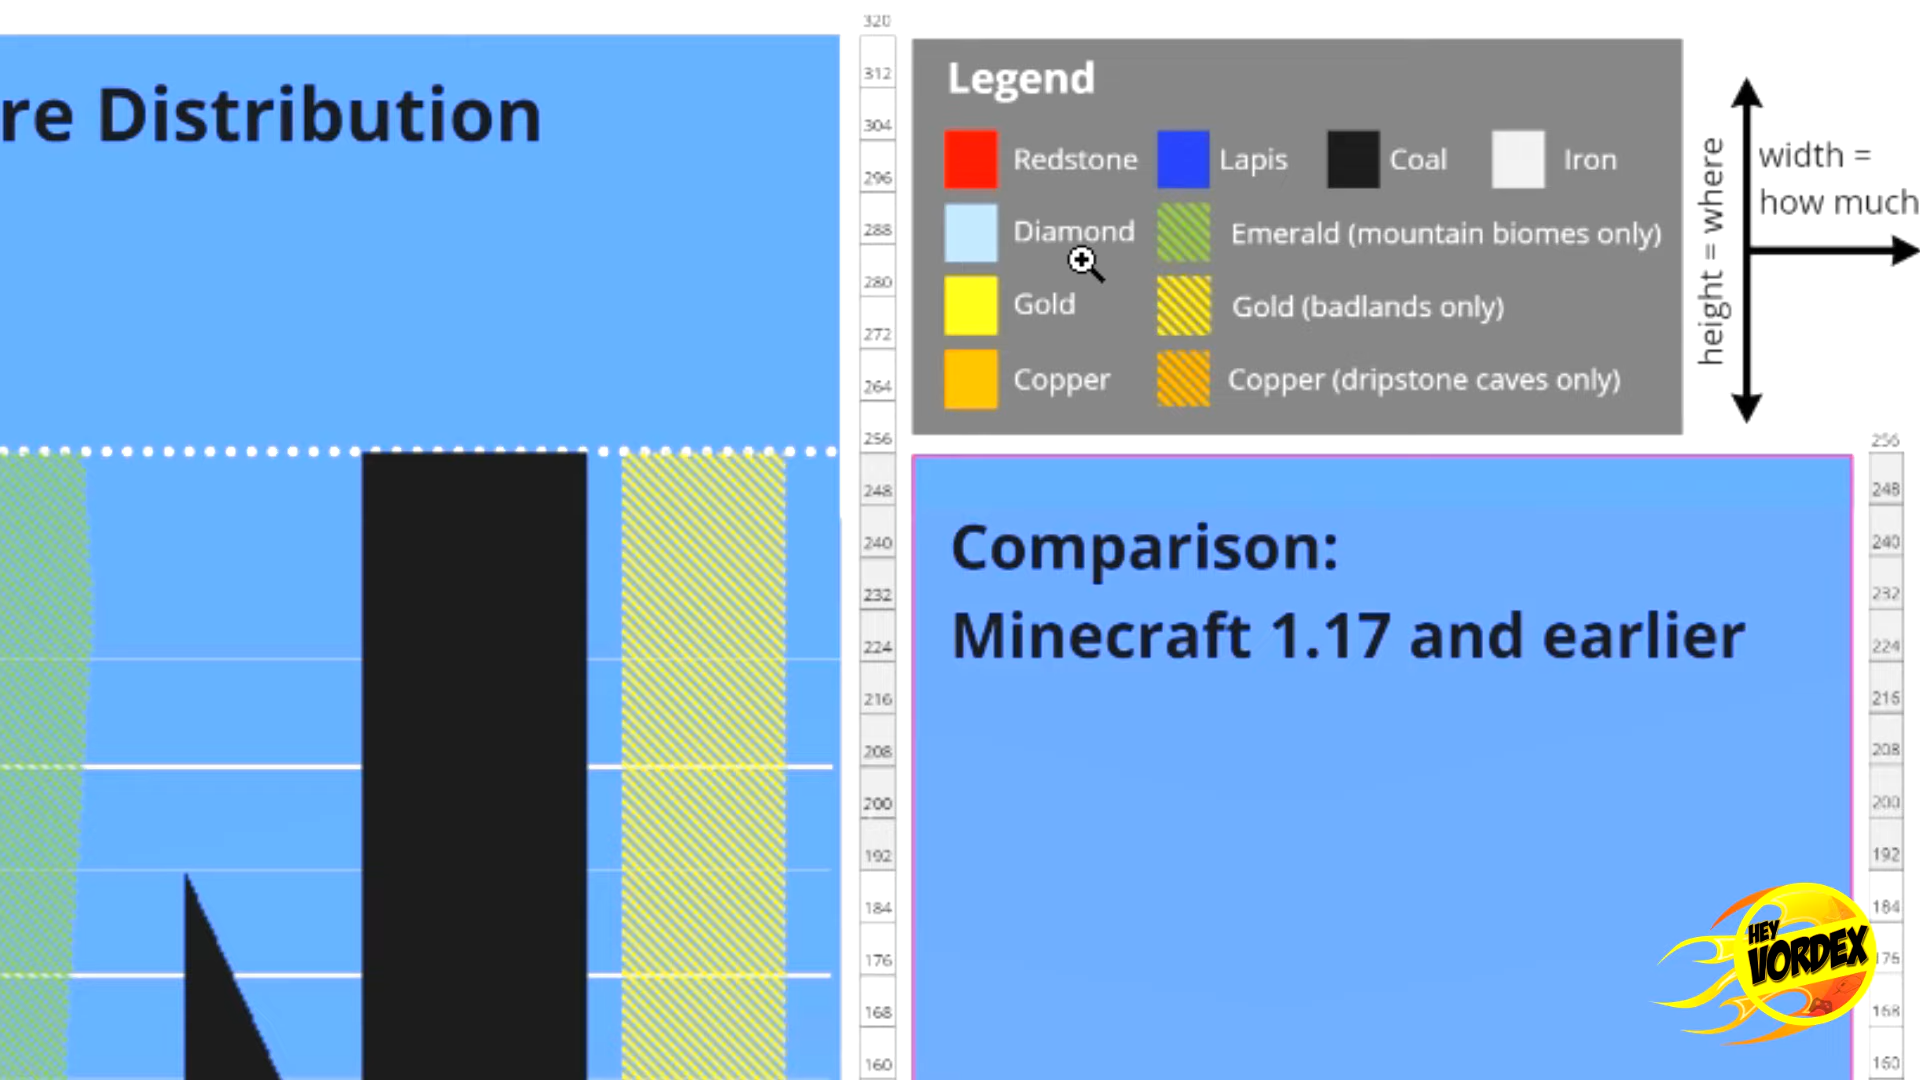 re Distribution
320
312
304
296
288
280
272
264
256
248
240
232
224
216
208
200
192
184
176
168
160
Legend
Redstone
Lapis
Coal
Iron
Diamond
Emerald (mountain biomes only)
Gold
Gold (badlands only)
Copper
Copper (dripstone caves only)
height = where
width =
how much
Comparison:
Minecraft 1.17 and earlier
256
248
240
232
224
216
208
200
192
184
176
168
160
HEY
VORDEX